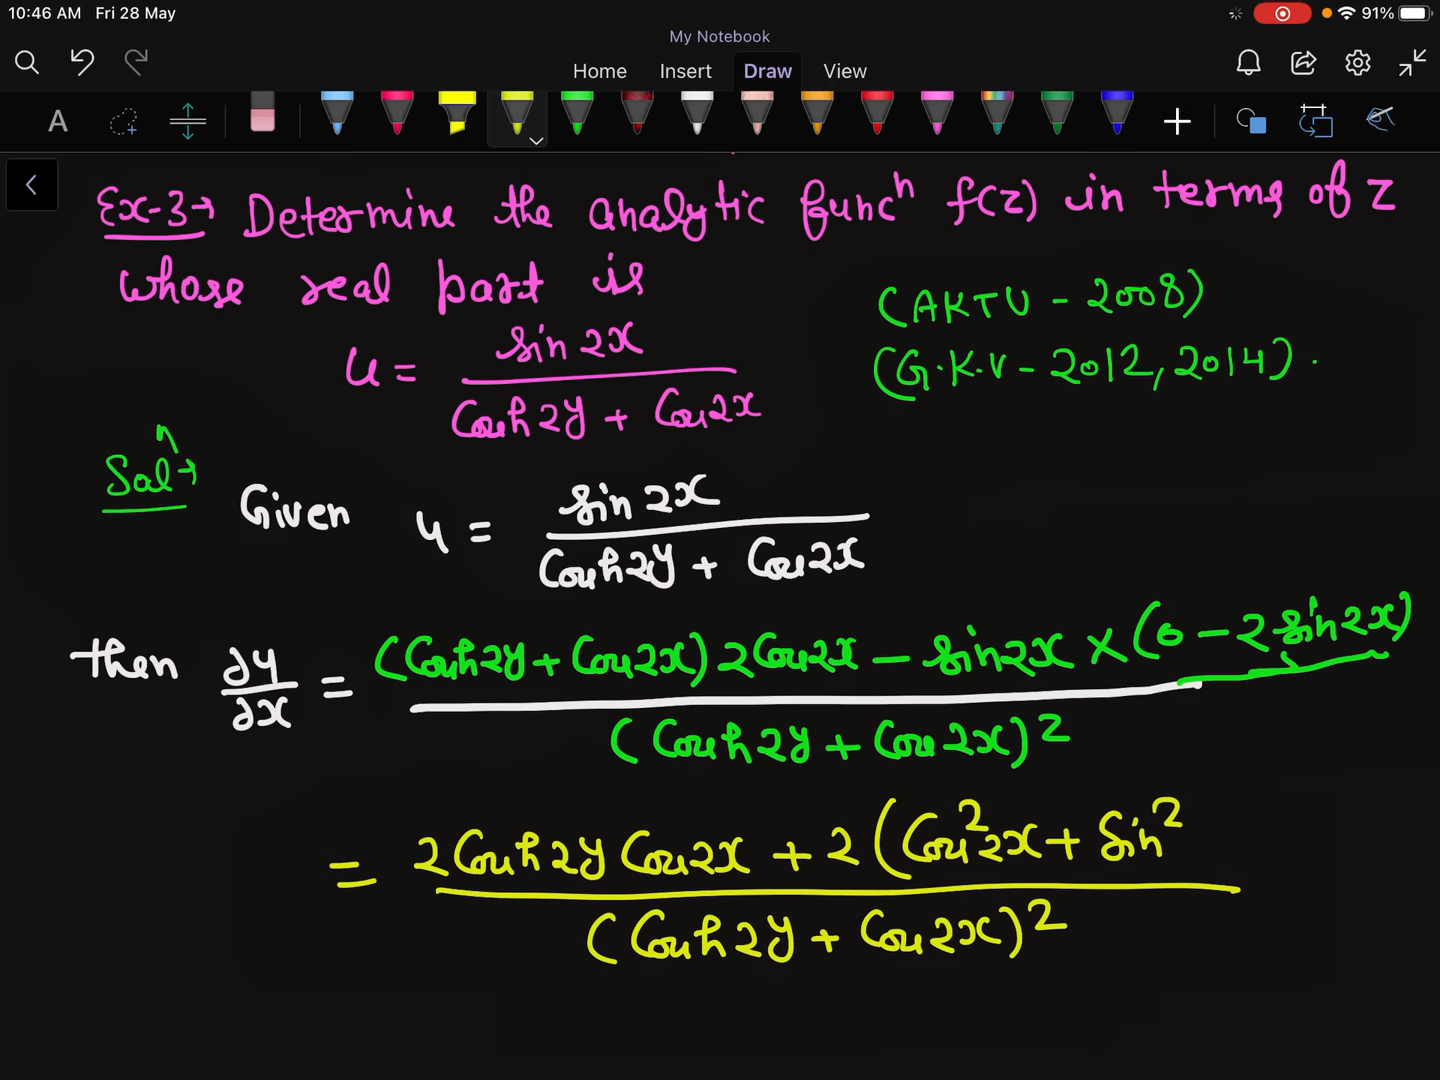 10:46 AM Fri 28 May
91%
My Notebook
Home Insert Draw View
A
Ex-3→ Determine the analytic funcⁿ f(z) in terms of z
whose real part is
(AKTU - 2008)
u = sin 2x / (Cosh 2y + Cos 2x)
(G.K.V - 2012, 2014).
Solⁿ→
Given u = sin 2x / (Cosh 2y + Cos 2x)
then ∂u/∂x = ((Cosh 2y + Cos 2x) 2 Cos 2x - sin 2x × (0 - 2 sin 2x)) / (Cosh 2y + Cos 2x)²
= (2 Cosh 2y Cos 2x + 2 (Cos² 2x + Sin²) / (Cosh 2y + Cos 2x)²